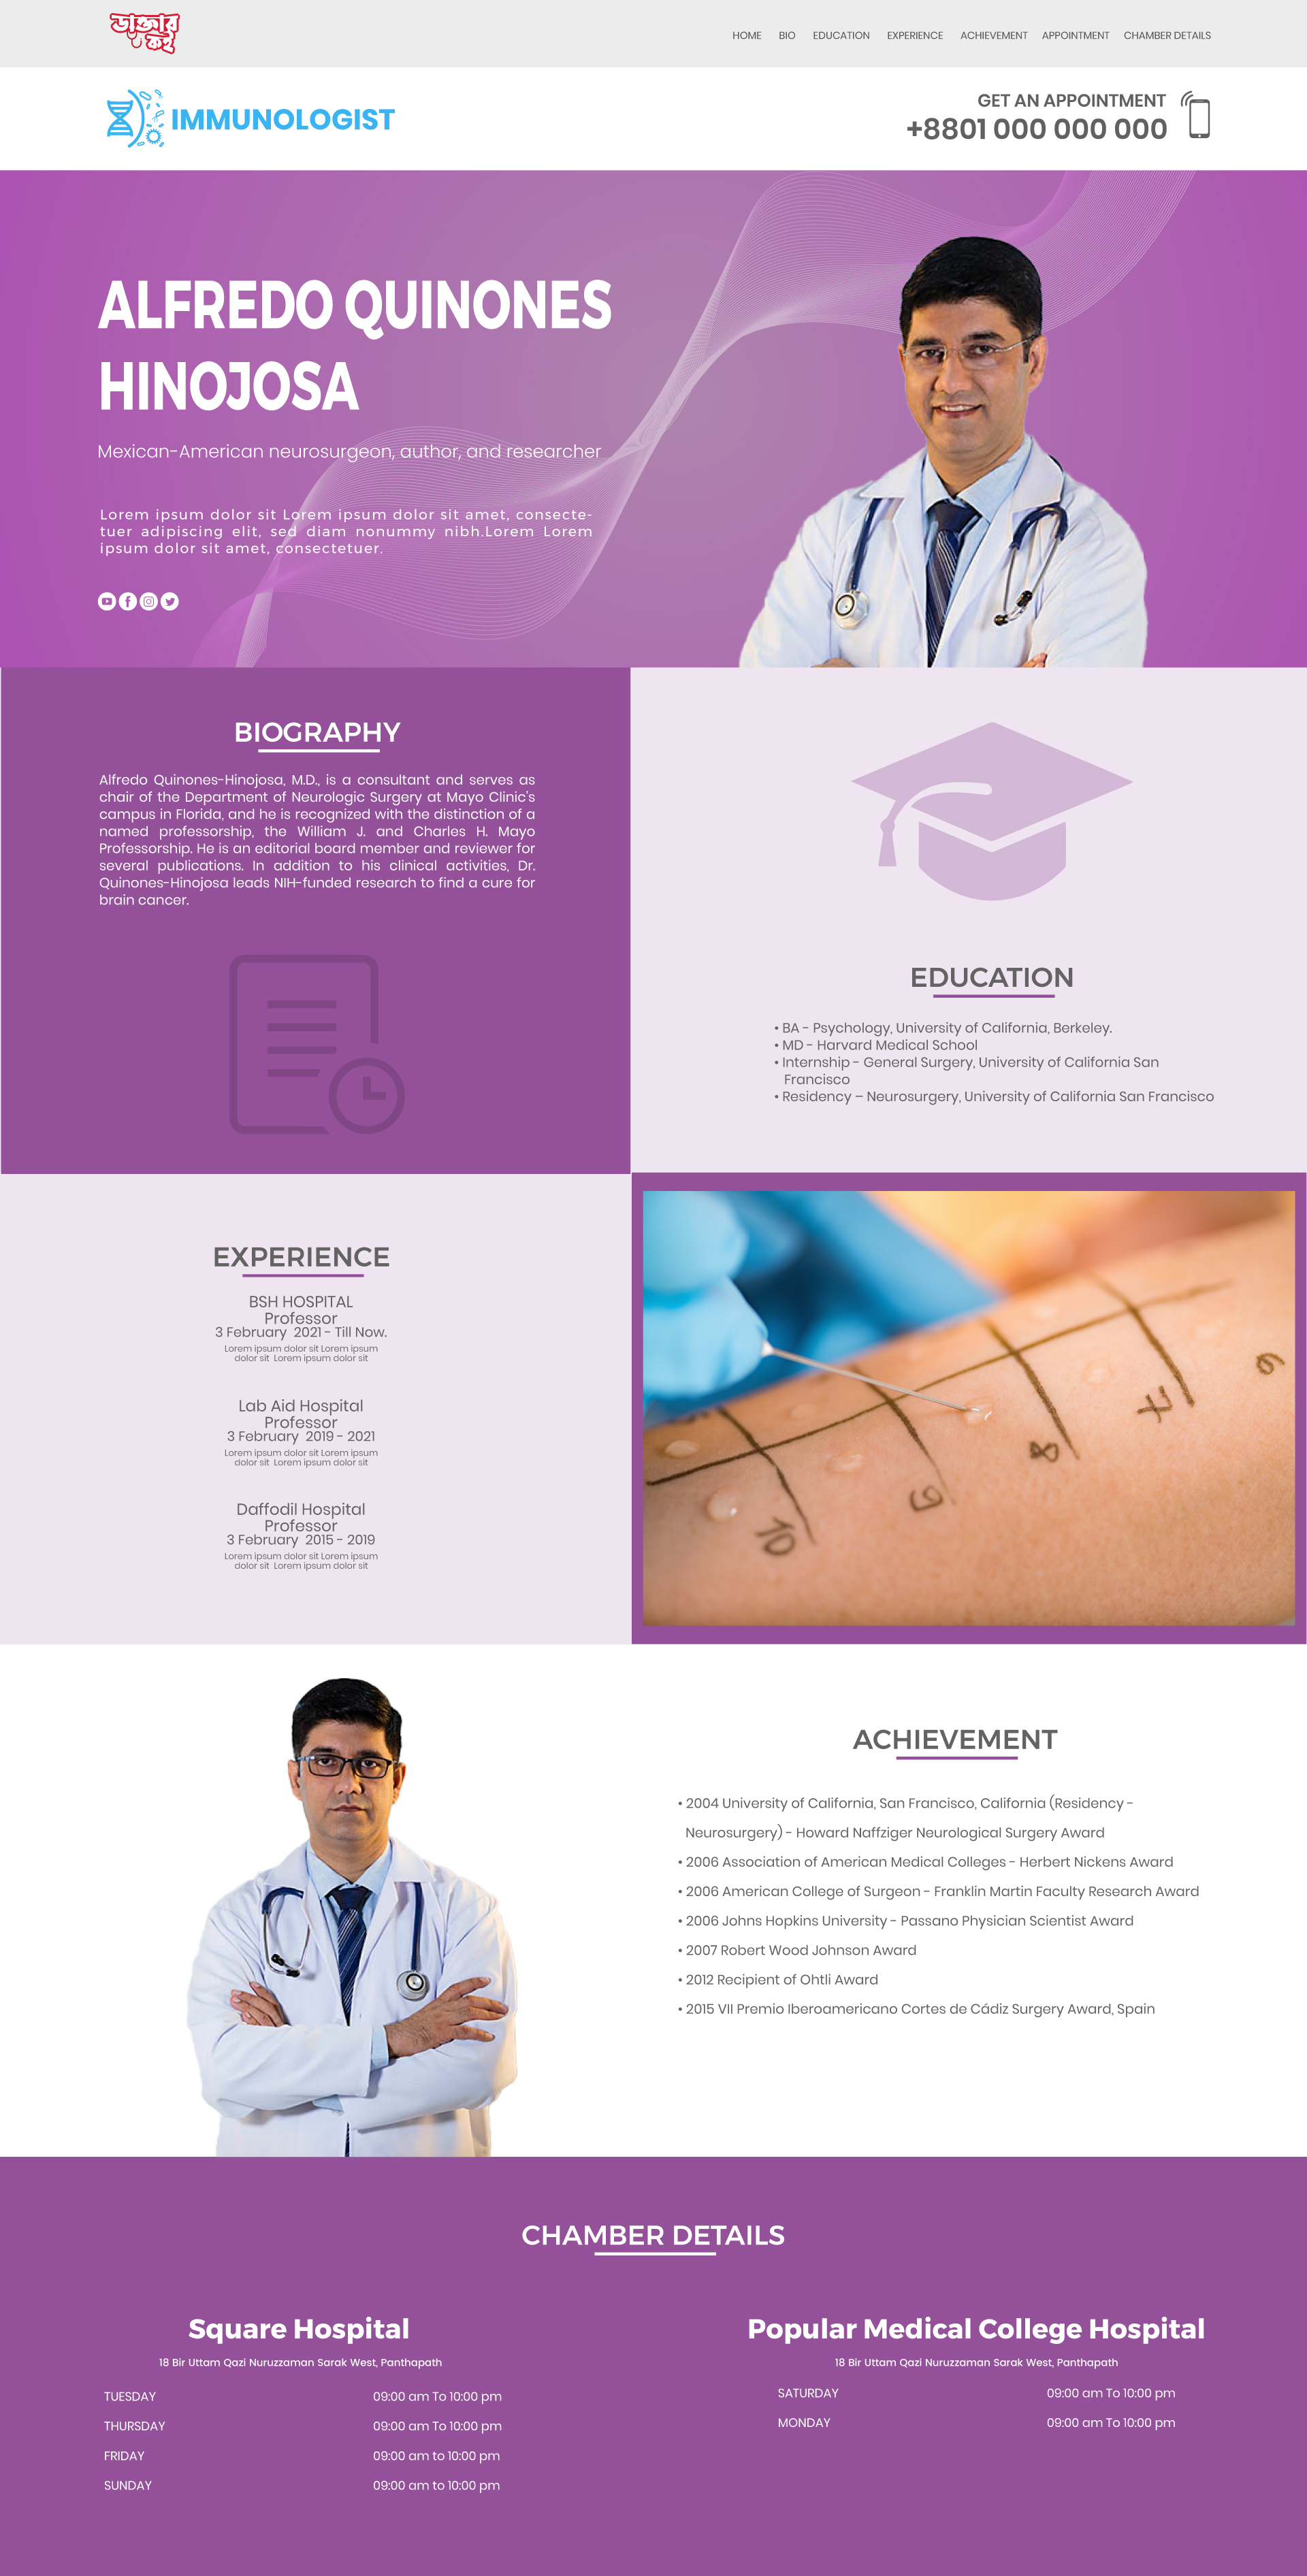 ডাক্তার
কই
HOME BIO EDUCATION EXPERIENCE ACHIEVEMENT APPOINTMENT CHAMBER DETAILS
IMMUNOLOGIST
GET AN APPOINTMENT
+8801 000 000 000
ALFREDO QUINONES
HINOJOSA
Mexican-American neurosurgeon, author, and researcher
Lorem ipsum dolor sit Lorem ipsum dolor sit amet, consecte-
tuer adipiscing elit, sed diam nonummy nibh.Lorem Lorem
ipsum dolor sit amet, consectetuer.
BIOGRAPHY
Alfredo Quinones-Hinojosa, M.D., is a consultant and serves as
chair of the Department of Neurologic Surgery at Mayo Clinic's
campus in Florida, and he is recognized with the distinction of a
named professorship, the William J. and Charles H. Mayo
Professorship. He is an editorial board member and reviewer for
several publications. In addition to his clinical activities, Dr.
Quinones-Hinojosa leads NIH-funded research to find a cure for
brain cancer.
EDUCATION
• BA - Psychology, University of California, Berkeley.
• MD - Harvard Medical School
• Internship - General Surgery, University of California San
Francisco
• Residency – Neurosurgery, University of California San Francisco
EXPERIENCE
BSH HOSPITAL
Professor
3 February 2021 - Till Now.
Lorem ipsum dolor sit Lorem ipsum
dolor sit Lorem ipsum dolor sit
Lab Aid Hospital
Professor
3 February 2019 - 2021
Lorem ipsum dolor sit Lorem ipsum
dolor sit Lorem ipsum dolor sit
Daffodil Hospital
Professor
3 February 2015 - 2019
Lorem ipsum dolor sit Lorem ipsum
dolor sit Lorem ipsum dolor sit
10 9 8 7 6
ACHIEVEMENT
• 2004 University of California, San Francisco, California (Residency -
Neurosurgery) - Howard Naffziger Neurological Surgery Award
• 2006 Association of American Medical Colleges - Herbert Nickens Award
• 2006 American College of Surgeon - Franklin Martin Faculty Research Award
• 2006 Johns Hopkins University - Passano Physician Scientist Award
• 2007 Robert Wood Johnson Award
• 2012 Recipient of Ohtli Award
• 2015 VII Premio Iberoamericano Cortes de Cádiz Surgery Award, Spain
CHAMBER DETAILS
Square Hospital
18 Bir Uttam Qazi Nuruzzaman Sarak West, Panthapath
TUESDAY 09:00 am To 10:00 pm
THURSDAY 09:00 am To 10:00 pm
FRIDAY 09:00 am to 10:00 pm
SUNDAY 09:00 am to 10:00 pm
Popular Medical College Hospital
18 Bir Uttam Qazi Nuruzzaman Sarak West, Panthapath
SATURDAY 09:00 am To 10:00 pm
MONDAY 09:00 am To 10:00 pm